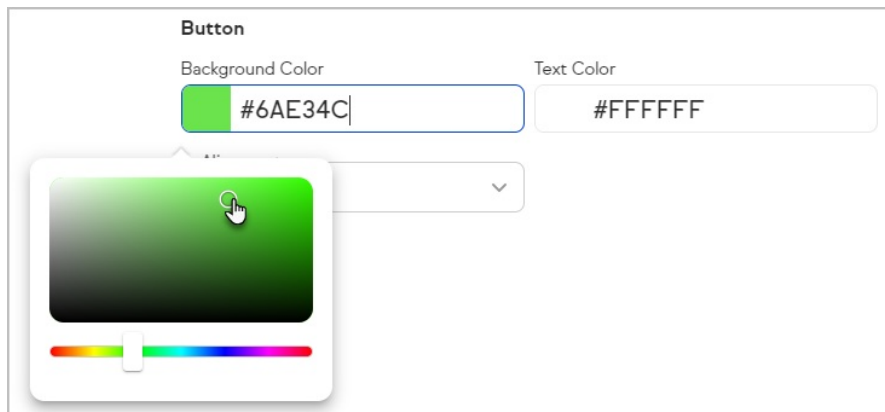 Button
Background Color
Text Color
#6AE34C
#FFFFFF